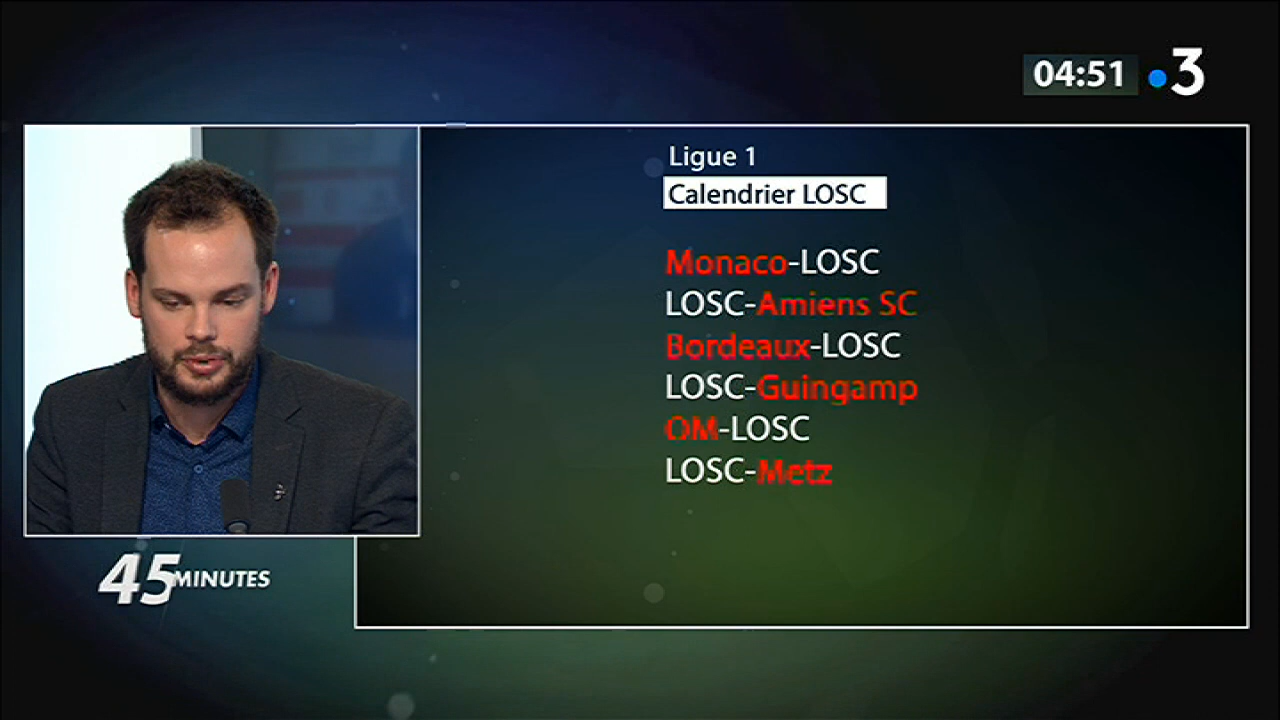 04:51
3
Ligue 1
Calendrier LOSC
Monaco-LOSC
LOSC-Amiens SC
Bordeaux-LOSC
LOSC-Guingamp
OM-LOSC
LOSC-Metz
45 MINUTES